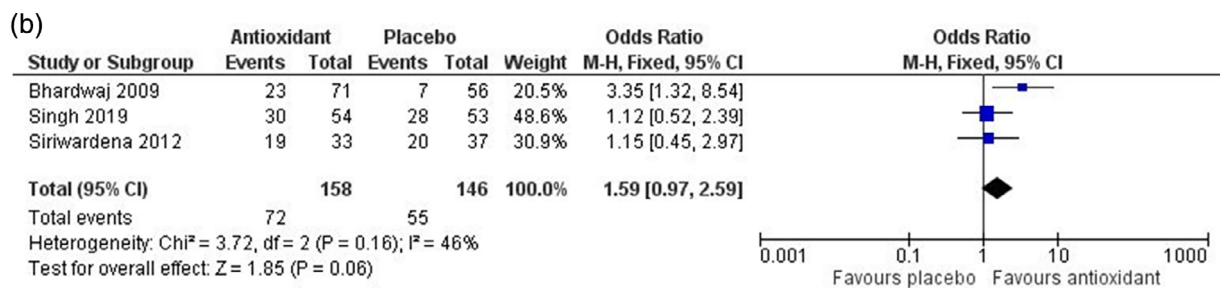 (b)
Antioxidant Placebo Odds Ratio Odds Ratio
Study or Subgroup Events Total Events Total Weight M-H, Fixed, 95% CI M-H, Fixed, 95% CI
Bhardwaj 2009 23 71 7 56 20.5% 3.35 [1.32, 8.54]
Singh 2019 30 54 28 53 48.6% 1.12 [0.52, 2.39]
Siriwardena 2012 19 33 20 37 30.9% 1.15 [0.45, 2.97]
Total (95% CI) 158 146 100.0% 1.59 [0.97, 2.59]
Total events 72 55
Heterogeneity: Chi² = 3.72, df = 2 (P = 0.16); I² = 46%
Test for overall effect: Z = 1.85 (P = 0.06)
0.001 0.1 1 10 1000
Favours placebo Favours antioxidant